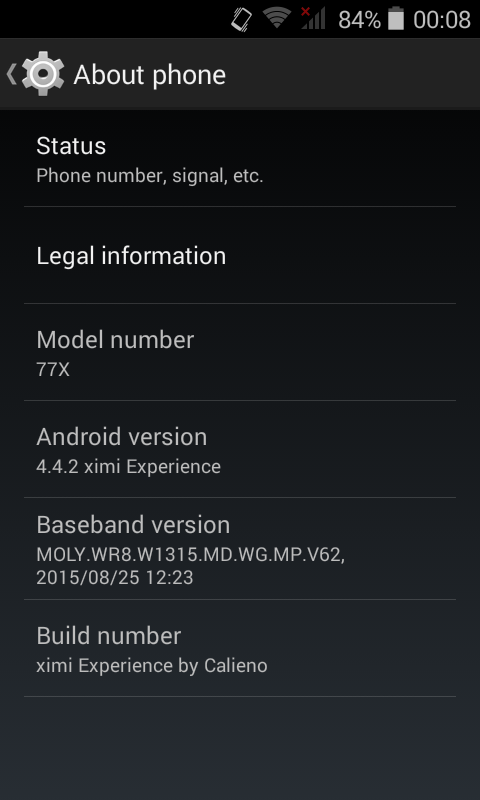 84% 00:08
About phone
Status
Phone number, signal, etc.
Legal information
Model number
77X
Android version
4.4.2 ximi Experience
Baseband version
MOLY.WR8.W1315.MD.WG.MP.V62,
2015/08/25 12:23
Build number
ximi Experience by Calieno